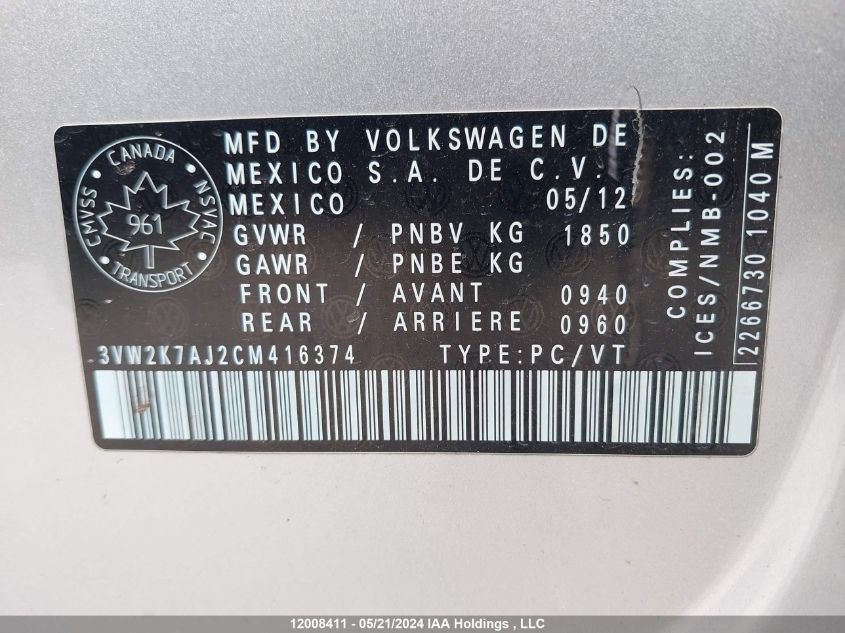 CANADA
CMVSS
NSVAC
961
TRANSPORT
MFD BY VOLKSWAGEN DE
MEXICO S.A. DE C.V.
MEXICO 05/12
GVWR / PNBV KG 1850
GAWR / PNBE KG
FRONT / AVANT 0940
REAR / ARRIERE 0960
3VW2K7AJ2CM416374 TYPE:PC/VT
COMPLIES:
ICES/NMB-002
2266730 1040 M
12008411 - 05/21/2024 IAA Holdings , LLC